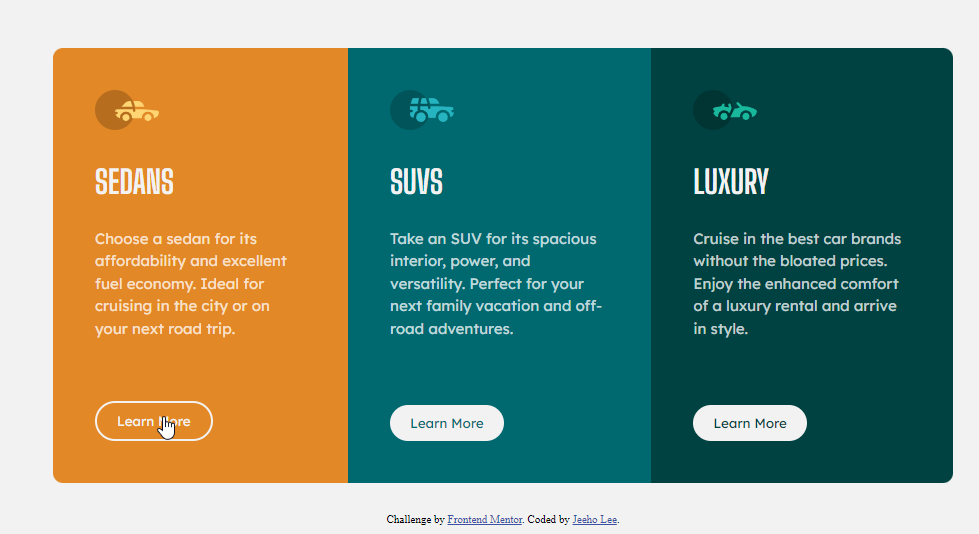 SEDANS
Choose a sedan for its
affordability and excellent
fuel economy. Ideal for
cruising in the city or on
your next road trip.
Learn More
SUVS
Take an SUV for its spacious
interior, power, and
versatility. Perfect for your
next family vacation and off-
road adventures.
Learn More
LUXURY
Cruise in the best car brands
without the bloated prices.
Enjoy the enhanced comfort
of a luxury rental and arrive
in style.
Learn More
Challenge by Frontend Mentor. Coded by Jeeho Lee.